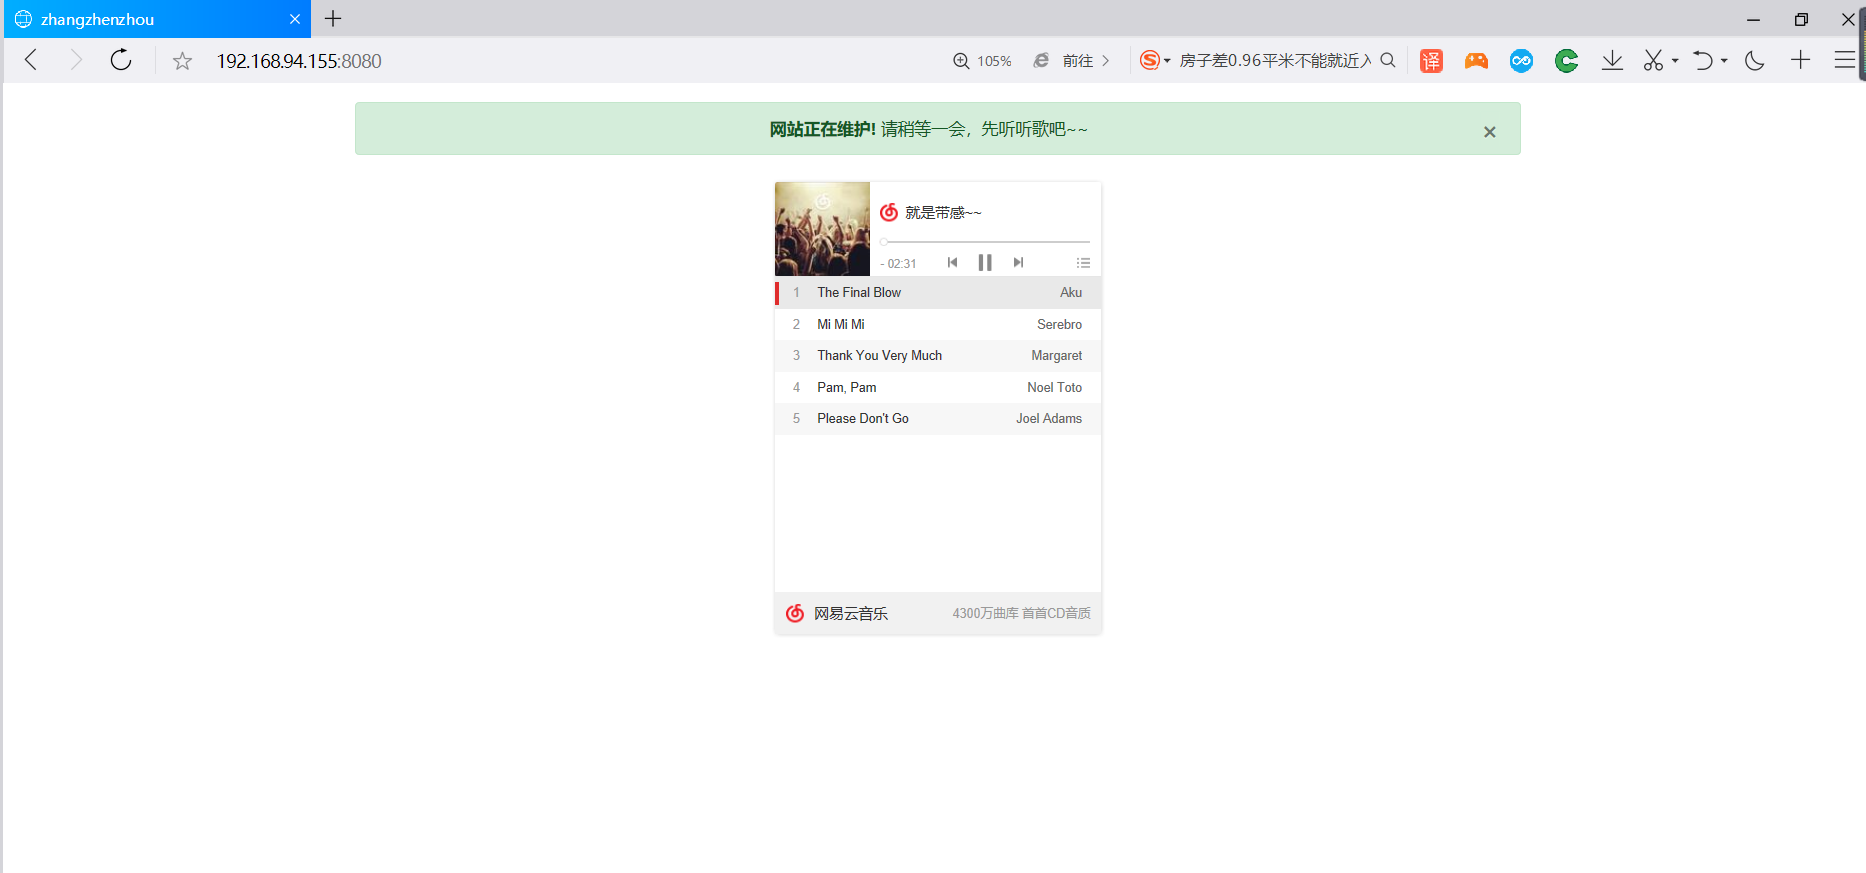 zhangzhenzhou
192.168.94.155:8080
105%
前往
房子差0.96平米不能就近入
译
网站正在维护! 请稍等一会，先听听歌吧~~
×
就是带感~~
- 02:31
1 The Final Blow Aku
2 Mi Mi Mi Serebro
3 Thank You Very Much Margaret
4 Pam, Pam Noel Toto
5 Please Don't Go Joel Adams
网易云音乐 4300万曲库 首首CD音质